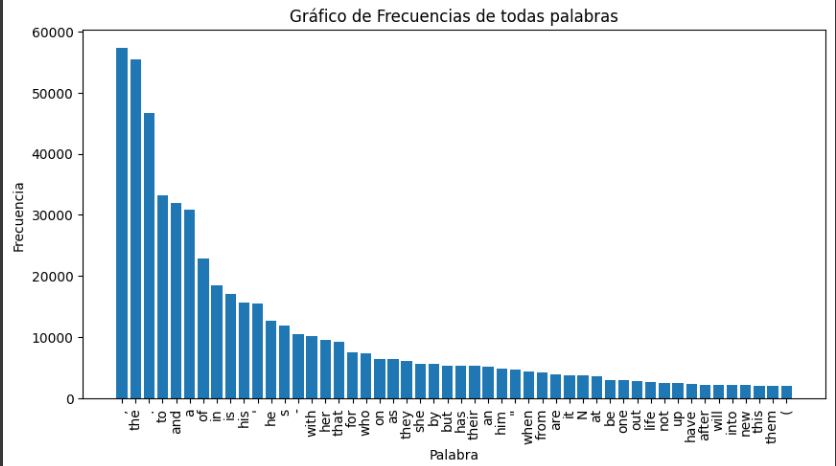 Gráfico de Frecuencias de todas palabras
60000
50000
40000
30000
20000
10000
0
Frecuencia
,
the
.
to
and
a
of
in
is
his
'
he
s
-
with
her
that
for
who
on
as
they
she
by
but
has
their
an
him
"
when
from
are
it
N
at
be
one
out
life
not
up
have
after
will
into
new
this
them
(
Palabra